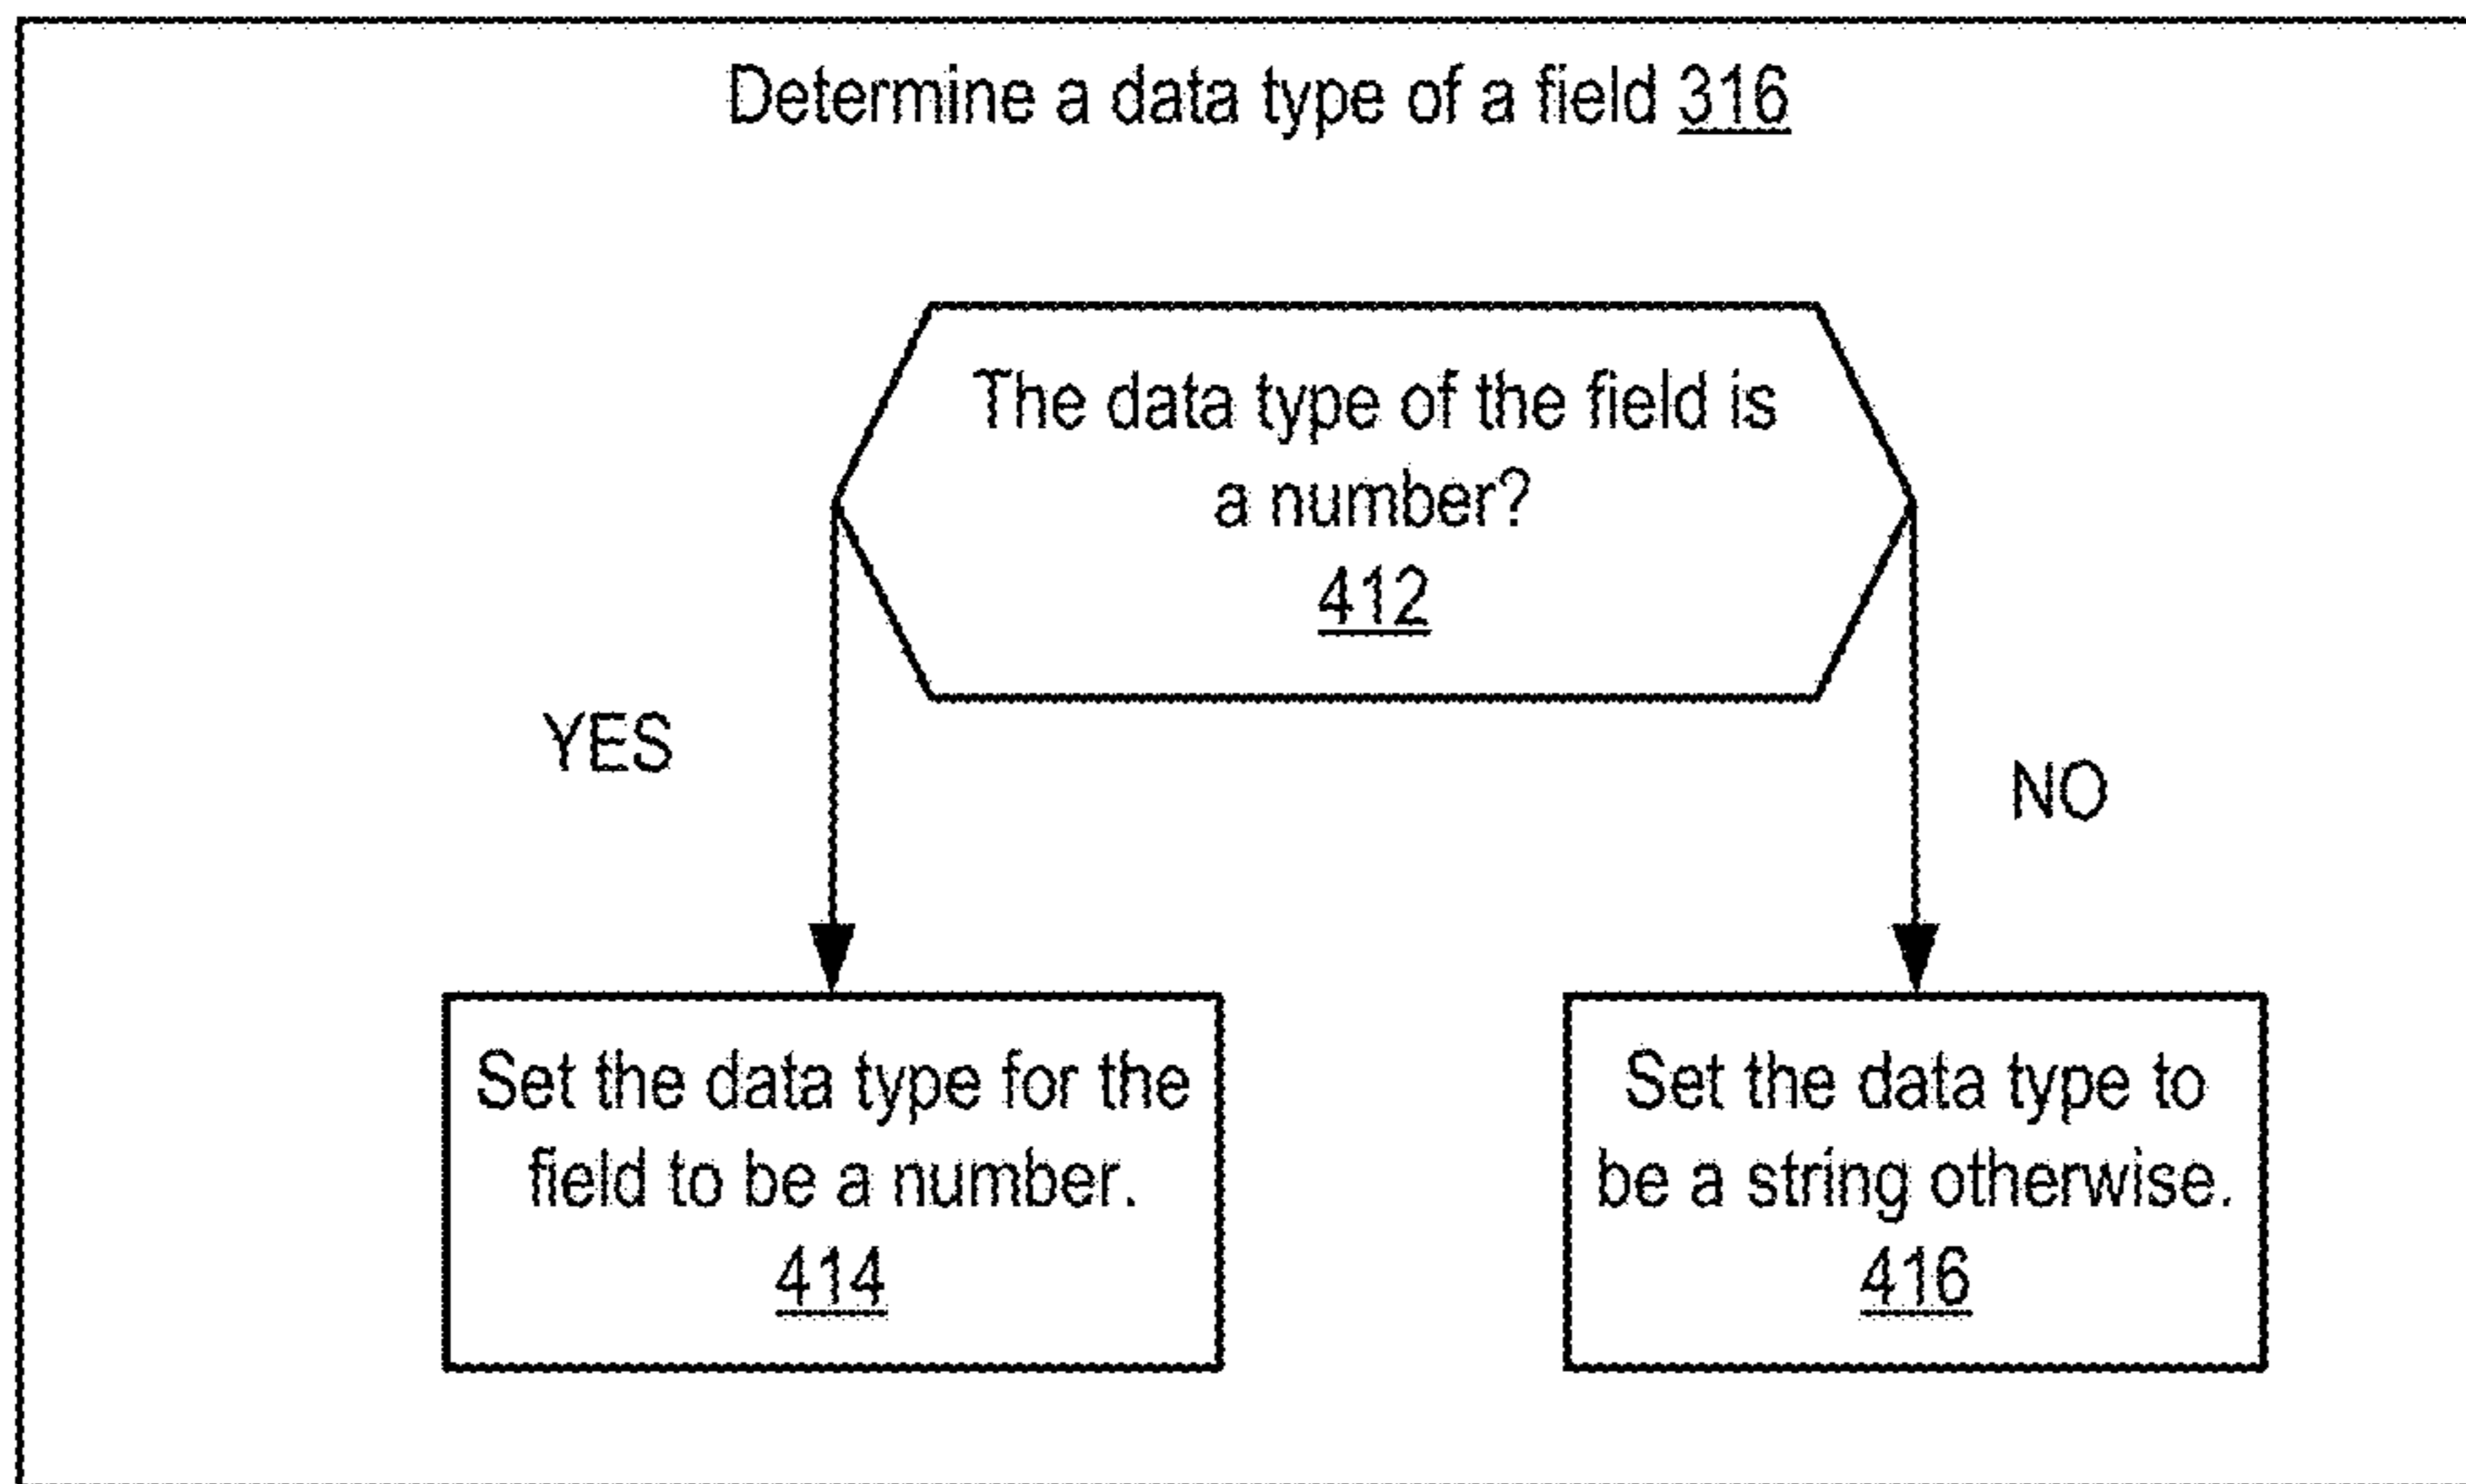 Determine a data type of a field 316
The data type of the field is
a number?
412
YES
NO
Set the data type for the
field to be a number.
414
Set the data type to
be a string otherwise.
416